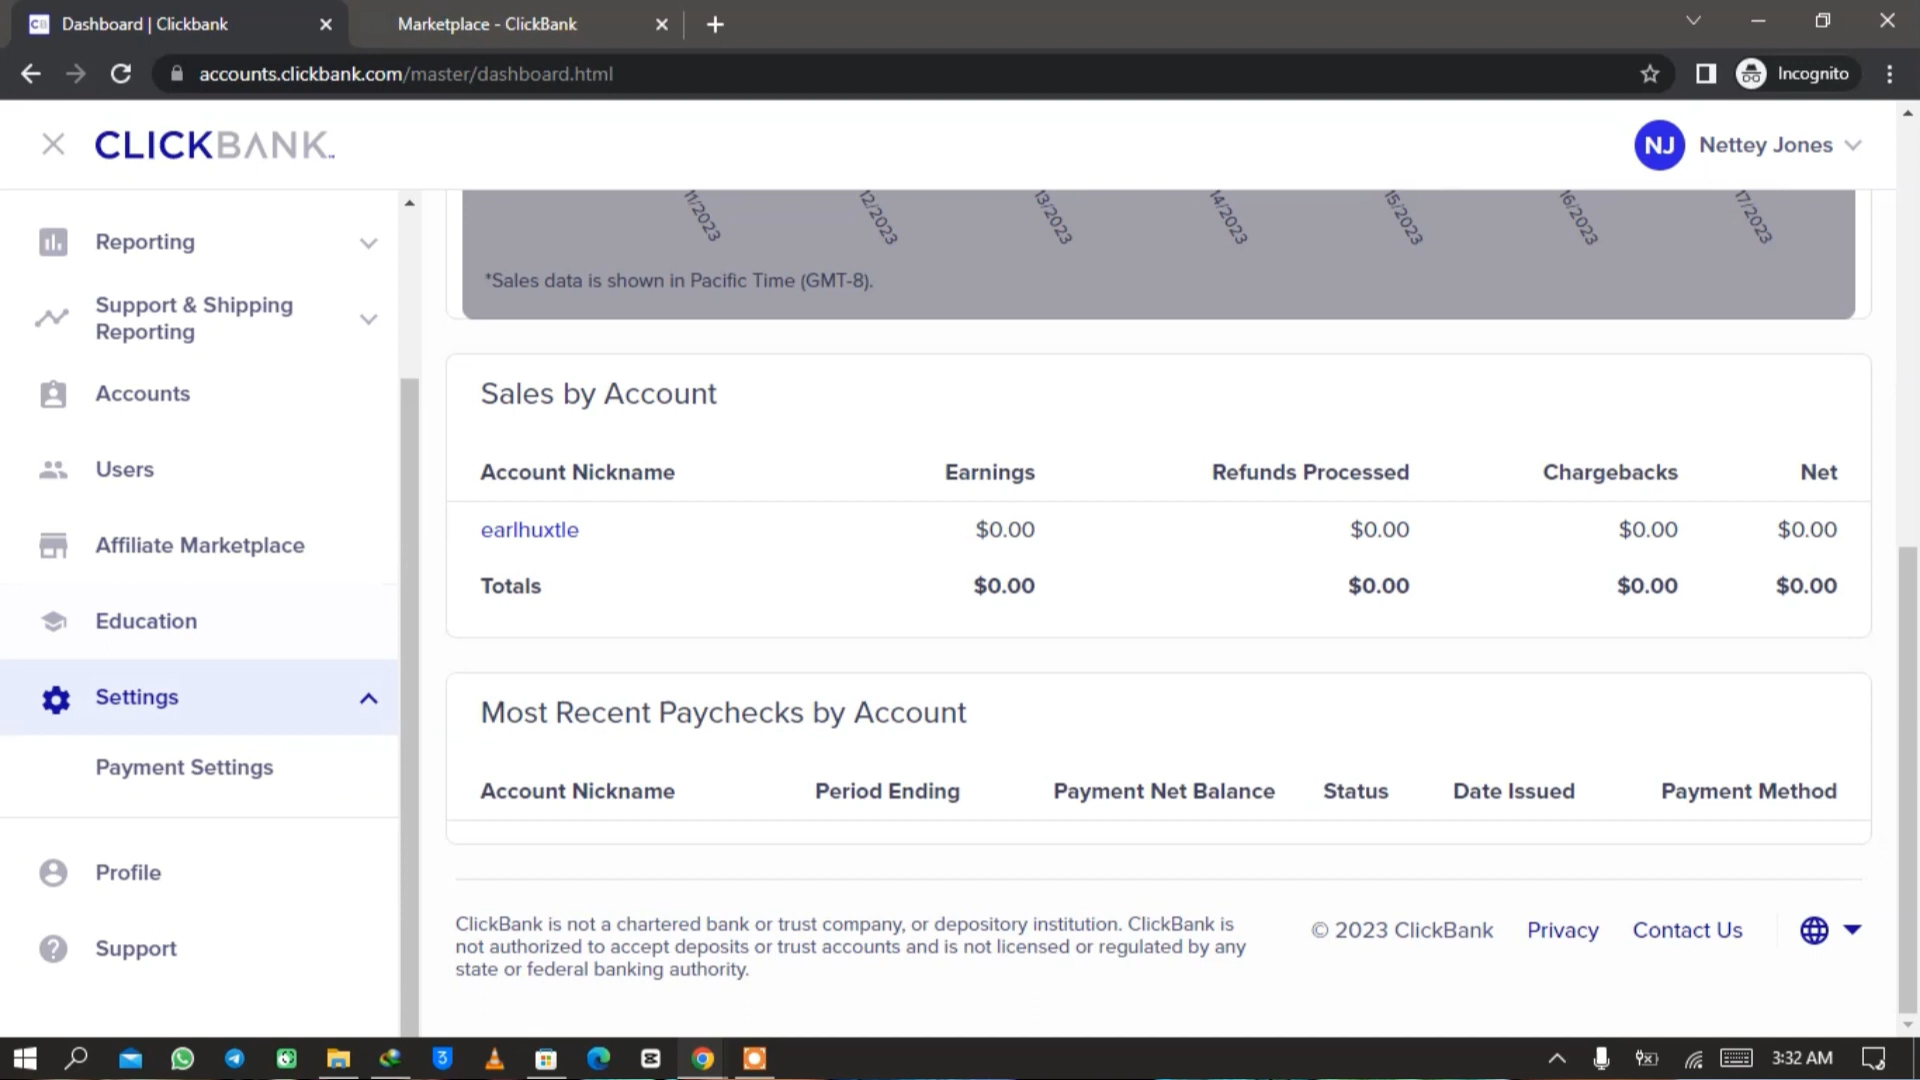 Dashboard | Clickbank
Marketplace - ClickBank
accounts.clickbank.com/master/dashboard.html
Incognito
CLICKBANK
NJ
Nettey Jones
Reporting
Support & Shipping
Reporting
Accounts
Users
Affiliate Marketplace
Education
Settings
Payment Settings
Profile
Support
11/2023 12/2023 13/2023 14/2023 15/2023 16/2023 17/2023
*Sales data is shown in Pacific Time (GMT-8).
Sales by Account
Account Nickname Earnings Refunds Processed Chargebacks Net
earlhuxtle $0.00 $0.00 $0.00 $0.00
Totals $0.00 $0.00 $0.00 $0.00
Most Recent Paychecks by Account
Account Nickname Period Ending Payment Net Balance Status Date Issued Payment Method
ClickBank is not a chartered bank or trust company, or depository institution. ClickBank is
not authorized to accept deposits or trust accounts and is not licensed or regulated by any
state or federal banking authority.
© 2023 ClickBank Privacy Contact Us
3:32 AM